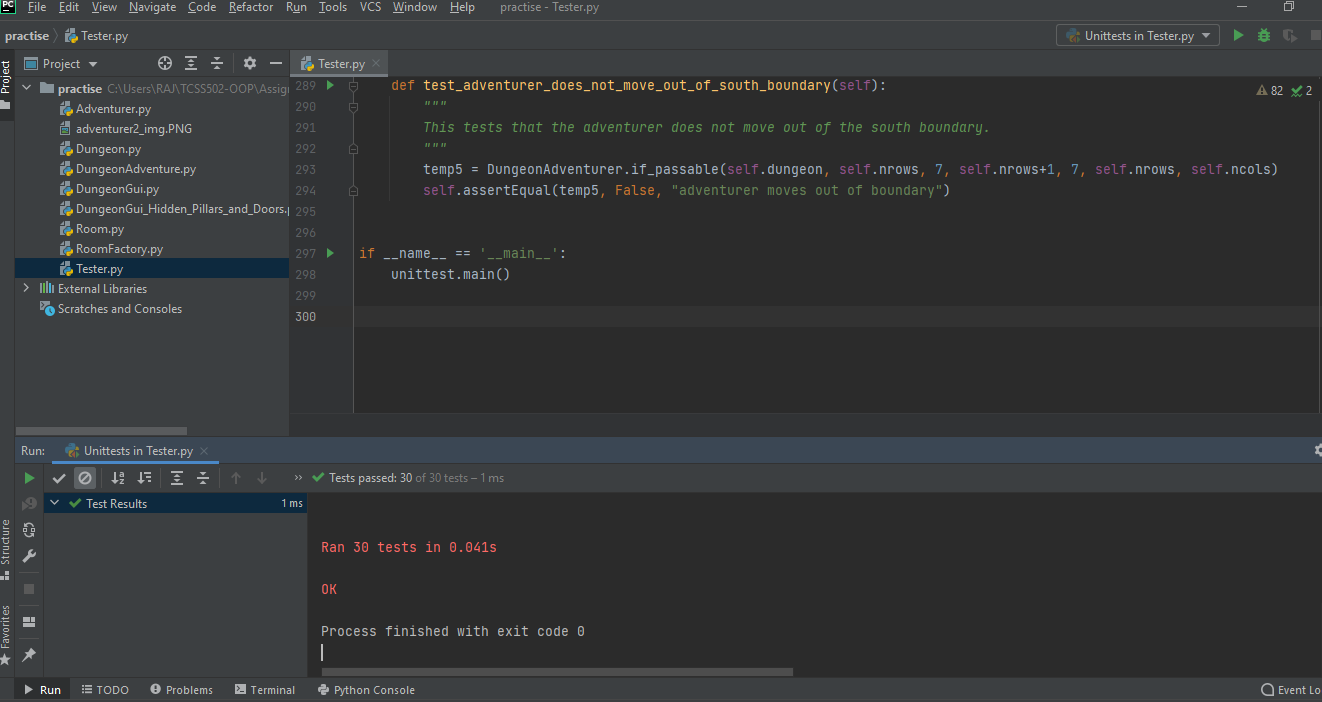 PC File Edit View Navigate Code Refactor Run Tools VCS Window Help practise - Tester.py
practise Tester.py Unittests in Tester.py
Project
Project
Tester.py
practise C:\Users\RAJ\TCSS502-OOP\Assig
Adventurer.py
adventurer2_img.PNG
Dungeon.py
DungeonAdventure.py
DungeonGui.py
DungeonGui_Hidden_Pillars_and_Doors.
Room.py
RoomFactory.py
Tester.py
External Libraries
Scratches and Consoles
82 2
289 def test_adventurer_does_not_move_out_of_south_boundary(self):
290 """
291 This tests that the adventurer does not move out of the south boundary.
292 """
293 temp5 = DungeonAdventurer.if_passable(self.dungeon, self.nrows, 7, self.nrows+1, 7, self.nrows, self.ncols)
294 self.assertEqual(temp5, False, "adventurer moves out of boundary")
295
296
297 if __name__ == '__main__':
298 unittest.main()
299
300
Run: Unittests in Tester.py
Tests passed: 30 of 30 tests – 1 ms
Test Results 1 ms
Ran 30 tests in 0.041s
OK
Process finished with exit code 0
Structure
Favorites
Run TODO Problems Terminal Python Console Event Lo